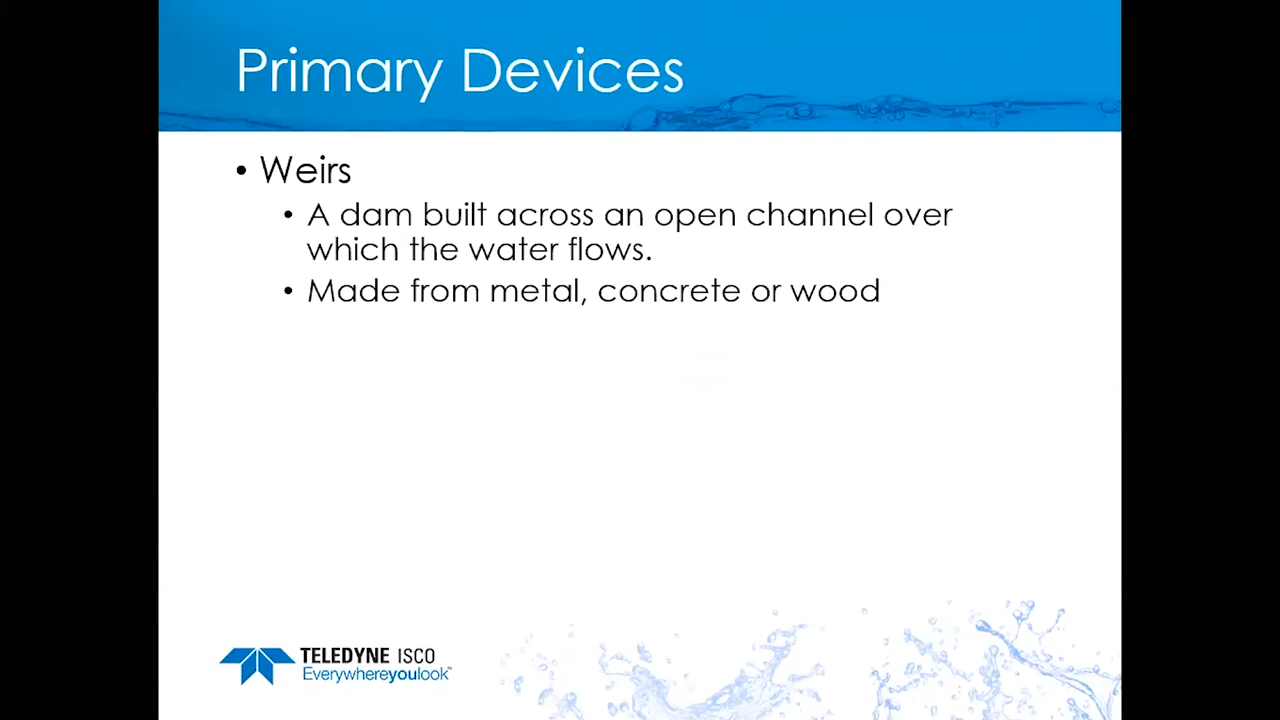 Primary Devices
• Weirs
• A dam built across an open channel over
which the water flows.
• Made from metal, concrete or wood
TELEDYNE ISCO
Everywhereyoulook™